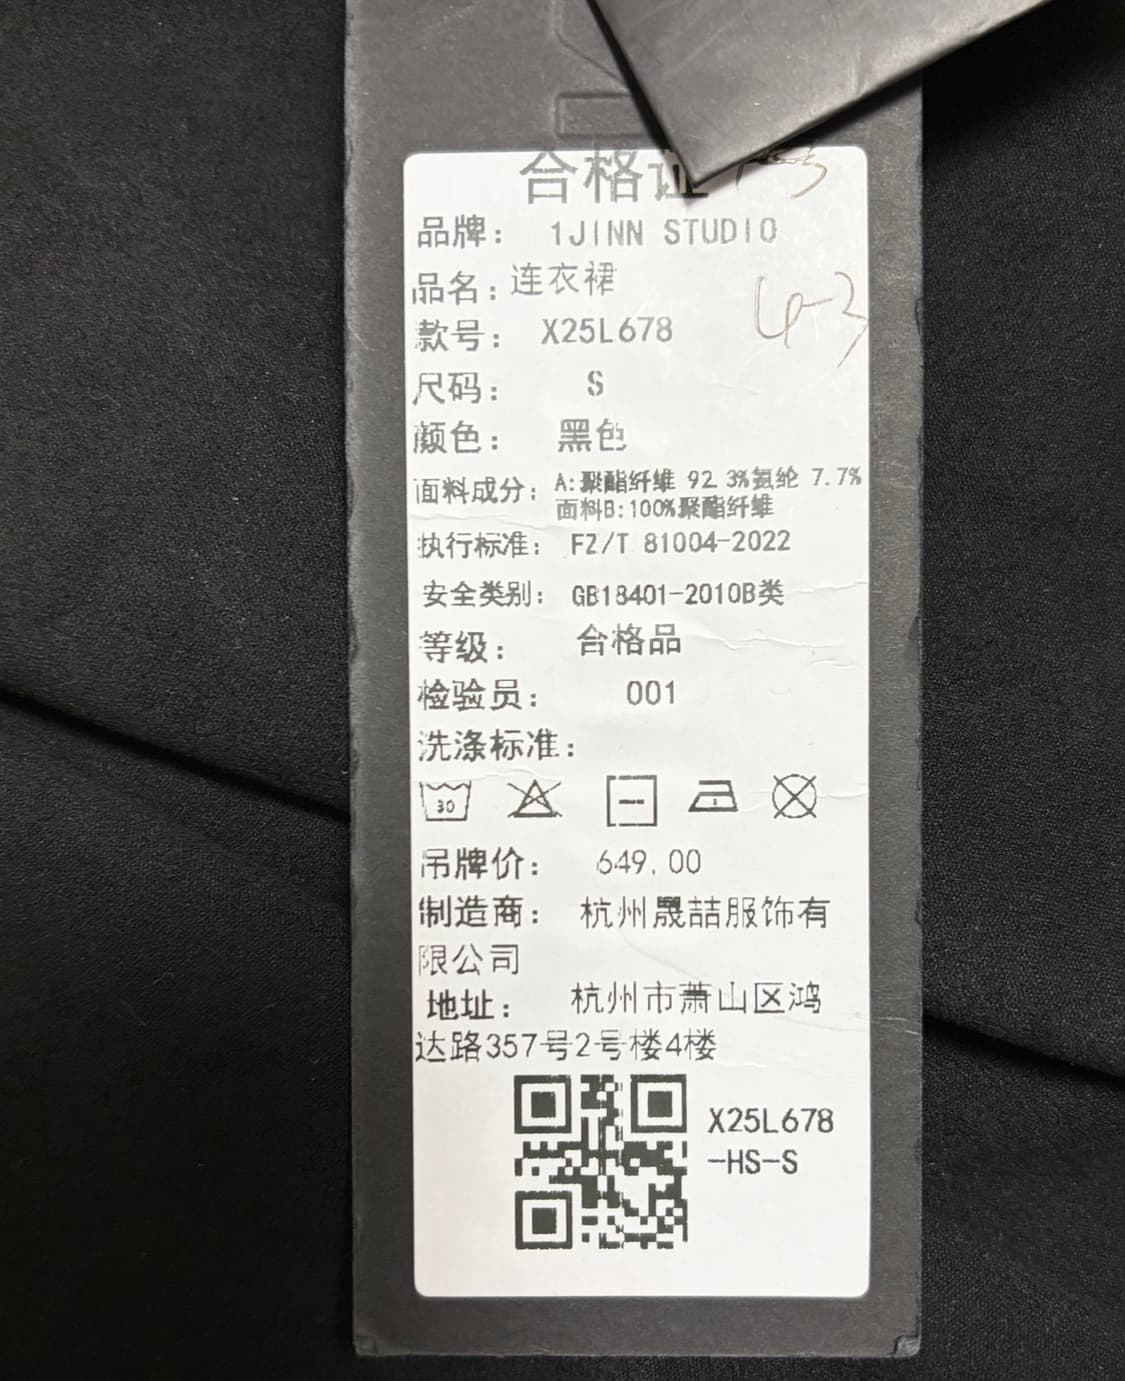 合格证
品牌： 1JINN STUDIO
品名：连衣裙
4-3
款号： X25L678
尺码： S
颜色： 黑色
面料成分： A:聚酯纤维 92.3%氨纶 7.7%
面料B:100%聚酯纤维
执行标准： FZ/T 81004-2022
安全类别： GB18401-2010B类
等级： 合格品
检验员： 001
洗涤标准：
30
吊牌价： 649.00
制造商： 杭州晟喆服饰有
限公司
地址： 杭州市萧山区鸿
达路357号2号楼4楼
X25L678
-HS-S